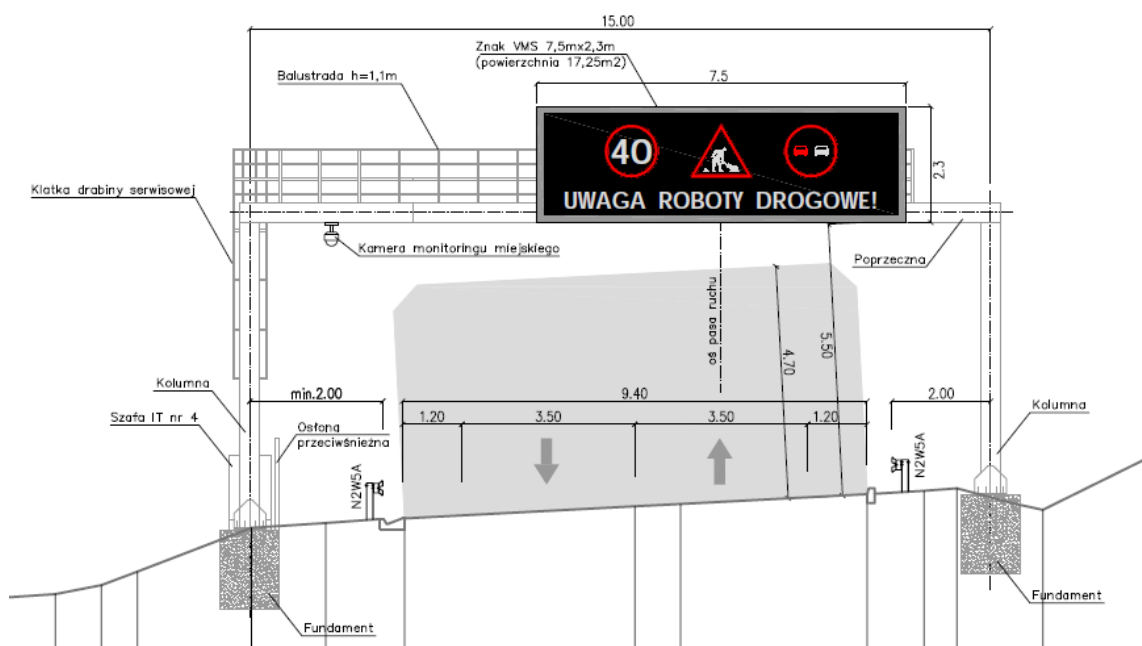 15.00
Znak VMS 7,5mx2,3m
(powierzchnia 17,25m2)
Balustrada h=1,1m
7.5
2.3
40
UWAGA ROBOTY DROGOWE!
Klatka drabiny serwisowej
Kamera monitoringu miejskiego
Poprzeczna
oś pasa ruchu
4.70
5.50
Kolumna
min.2.00
9.40
2.00
Kolumna
Szafa IT nr 4
Osłona
przeciwśnieżna
1.20
3.50
3.50
1.20
N2W5A
N2W5A
Fundament
Fundament